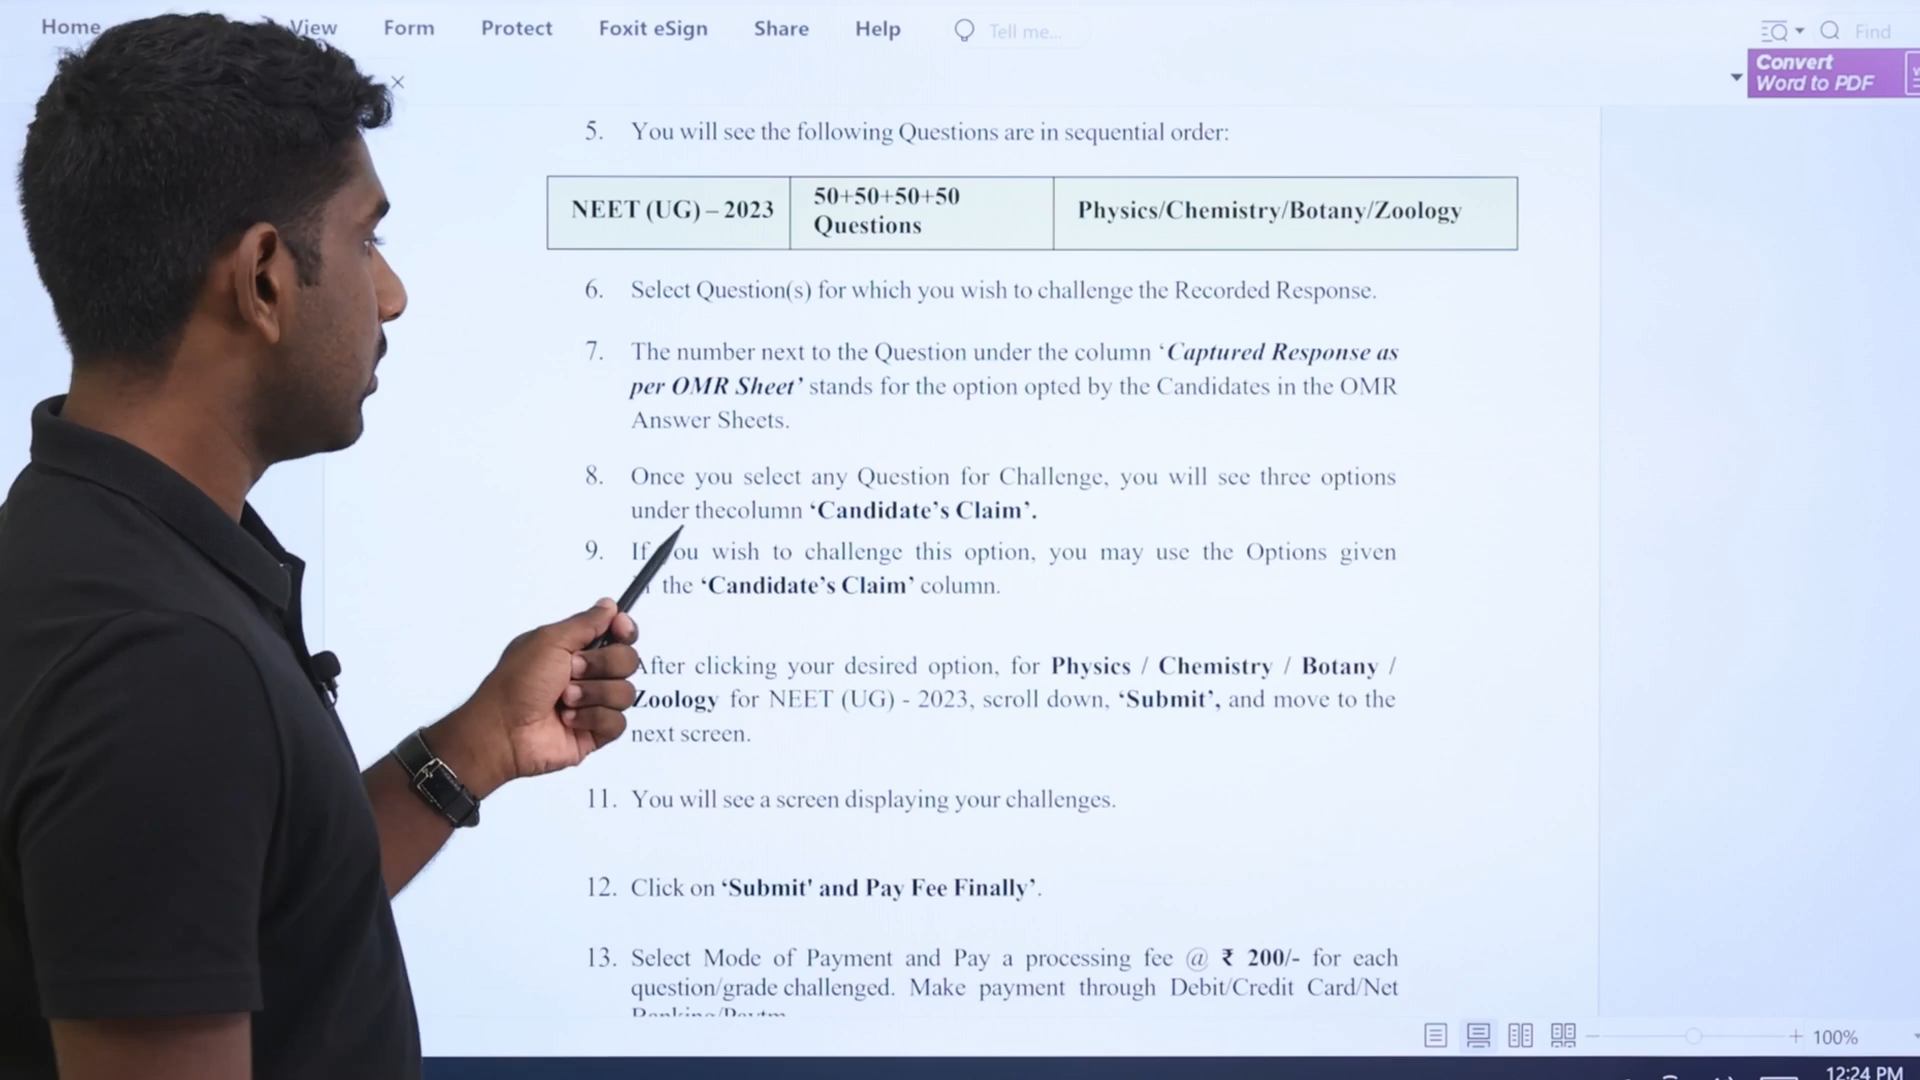 Home View Form Protect Foxit eSign Share Help Tell me... Find
Convert
Word to PDF
5. You will see the following Questions are in sequential order:
NEET (UG) – 2023
50+50+50+50
Questions
Physics/Chemistry/Botany/Zoology
6. Select Question(s) for which you wish to challenge the Recorded Response.
7. The number next to the Question under the column ‘Captured Response as
per OMR Sheet’ stands for the option opted by the Candidates in the OMR
Answer Sheets.
8. Once you select any Question for Challenge, you will see three options
under thecolumn ‘Candidate’s Claim’.
9. If you wish to challenge this option, you may use the Options given
the ‘Candidate’s Claim’ column.
After clicking your desired option, for Physics / Chemistry / Botany /
Zoology for NEET (UG) - 2023, scroll down, ‘Submit’, and move to the
next screen.
11. You will see a screen displaying your challenges.
12. Click on ‘Submit' and Pay Fee Finally’.
13. Select Mode of Payment and Pay a processing fee @ ₹ 200/- for each
question/grade challenged. Make payment through Debit/Credit Card/Net
100%
12:24 PM